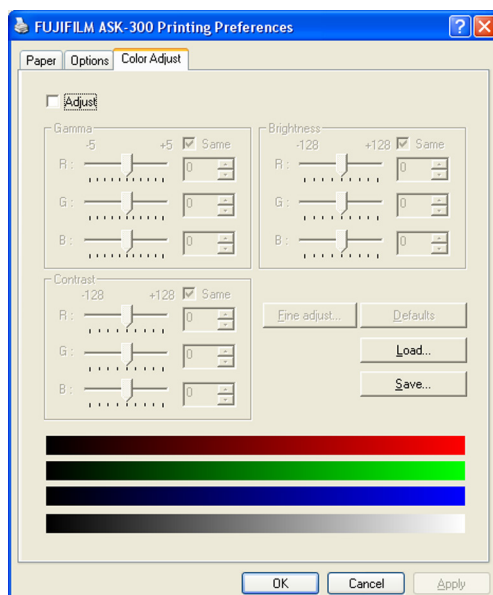 FUJIFILM ASK-300 Printing Preferences
Paper Options Color Adjust
Adjust
Gamma
-5 +5 Same
R : 0
G : 0
B : 0
Brightness
-128 +128 Same
R : 0
G : 0
B : 0
Contrast
-128 +128 Same
R : 0
G : 0
B : 0
Fine adjust... Defaults
Load...
Save...
OK Cancel Apply